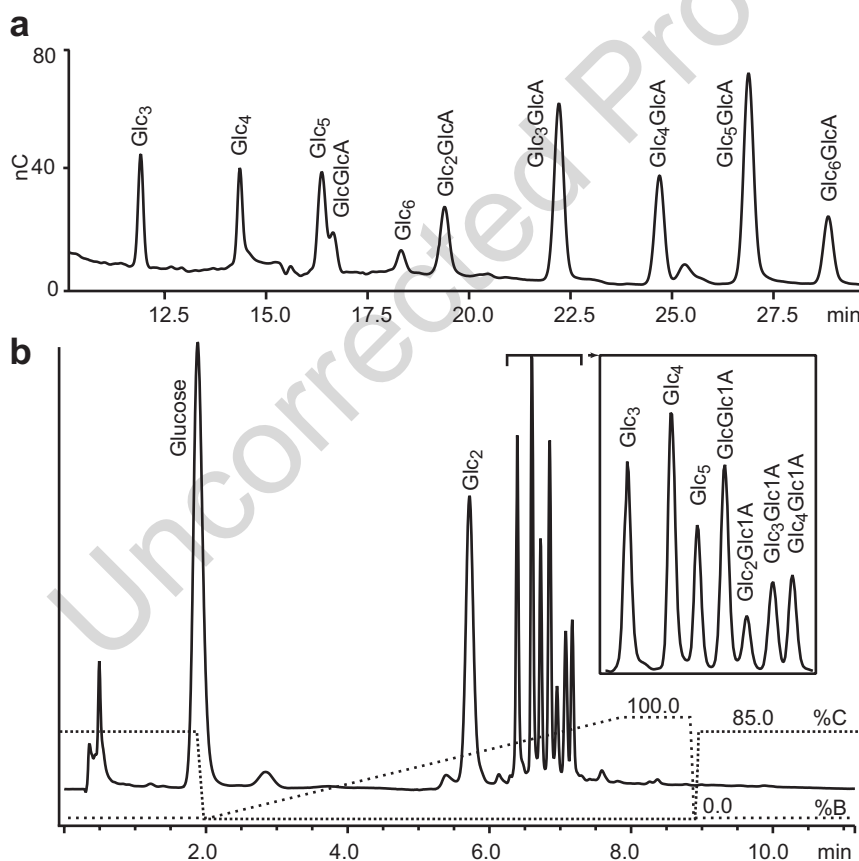 a
80
40
0
nC
Glc3
Glc4
Glc5
GlcGlcA
Glc6
Glc2GlcA
Glc3GlcA
Glc4GlcA
Glc5GlcA
Glc6GlcA
12.5 15.0 17.5 20.0 22.5 25.0 27.5 min
b
Glucose
Glc2
Glc3
Glc4
Glc5
GlcGlc1A
Glc2Glc1A
Glc3Glc1A
Glc4Glc1A
100.0 85.0 %C
0.0 %B
2.0 4.0 6.0 8.0 10.0 min
Uncorrected Pro